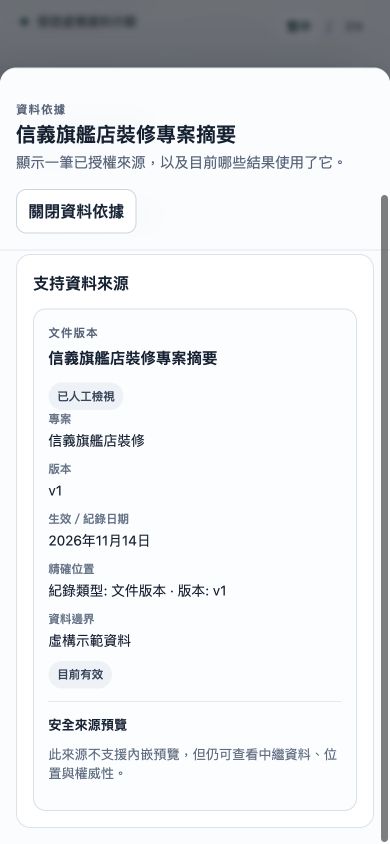 資料依據
信義旗艦店裝修專案摘要
顯示一筆已授權來源，以及目前哪些結果使用了它。
關閉資料依據
支持資料來源
文件版本
信義旗艦店裝修專案摘要
已人工檢視
專案
信義旗艦店裝修
版本
v1
生效 / 紀錄日期
2026年11月14日
精確位置
紀錄類型: 文件版本 · 版本: v1
資料邊界
虛構示範資料
目前有效
安全來源預覽
此來源不支援內嵌預覽，但仍可查看中繼資料、位
置與權威性。